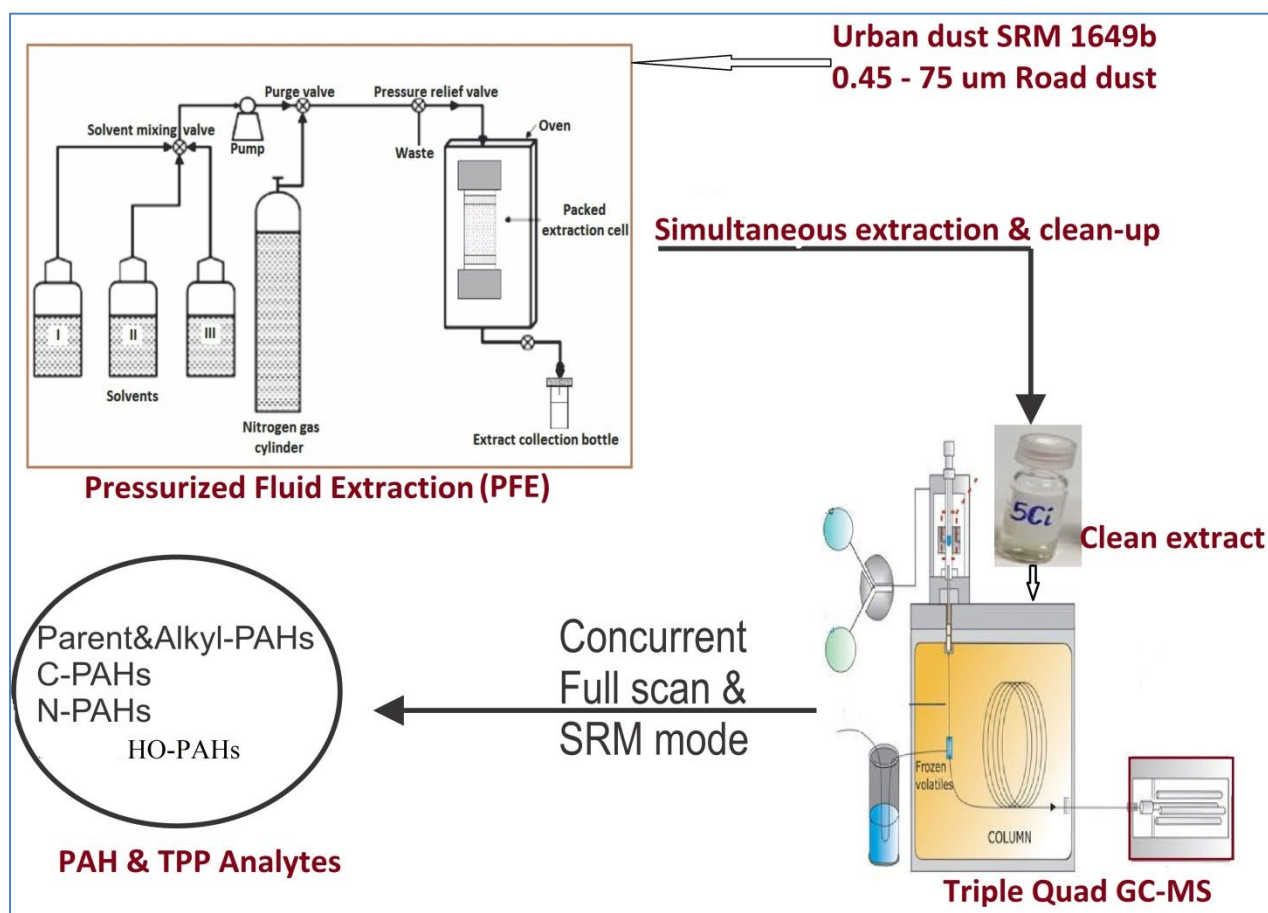 Urban dust SRM 1649b
0.45 - 75 um Road dust
Purge valve
Pressure relief valve
Oven
Solvent mixing valve
Pump
Waste
Packed
extraction cell
I
II
III
Solvents
Nitrogen gas
cylinder
Extract collection bottle
Pressurized Fluid Extraction (PFE)
Simultaneous extraction & clean-up
5Ci
Clean extract
Parent&Alkyl-PAHs
C-PAHs
N-PAHs
HO-PAHs
Concurrent
Full scan &
SRM mode
Frozen
volatiles
COLUMN
PAH & TPP Analytes
Triple Quad GC-MS